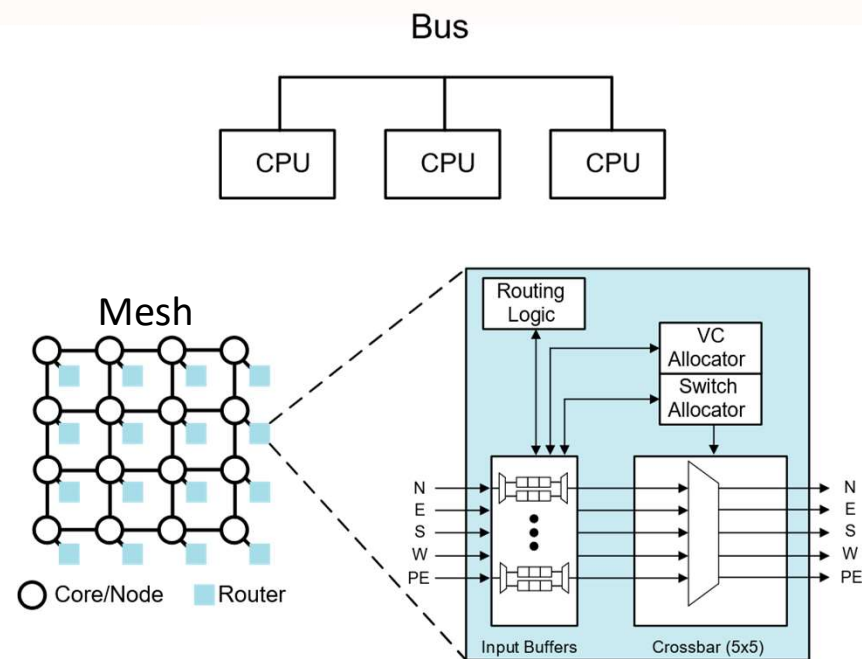 Bus
CPU CPU CPU
Mesh
Core/Node Router
Routing
Logic
VC
Allocator
Switch
Allocator
N N
E E
S S
W W
PE PE
Input Buffers Crossbar (5x5)